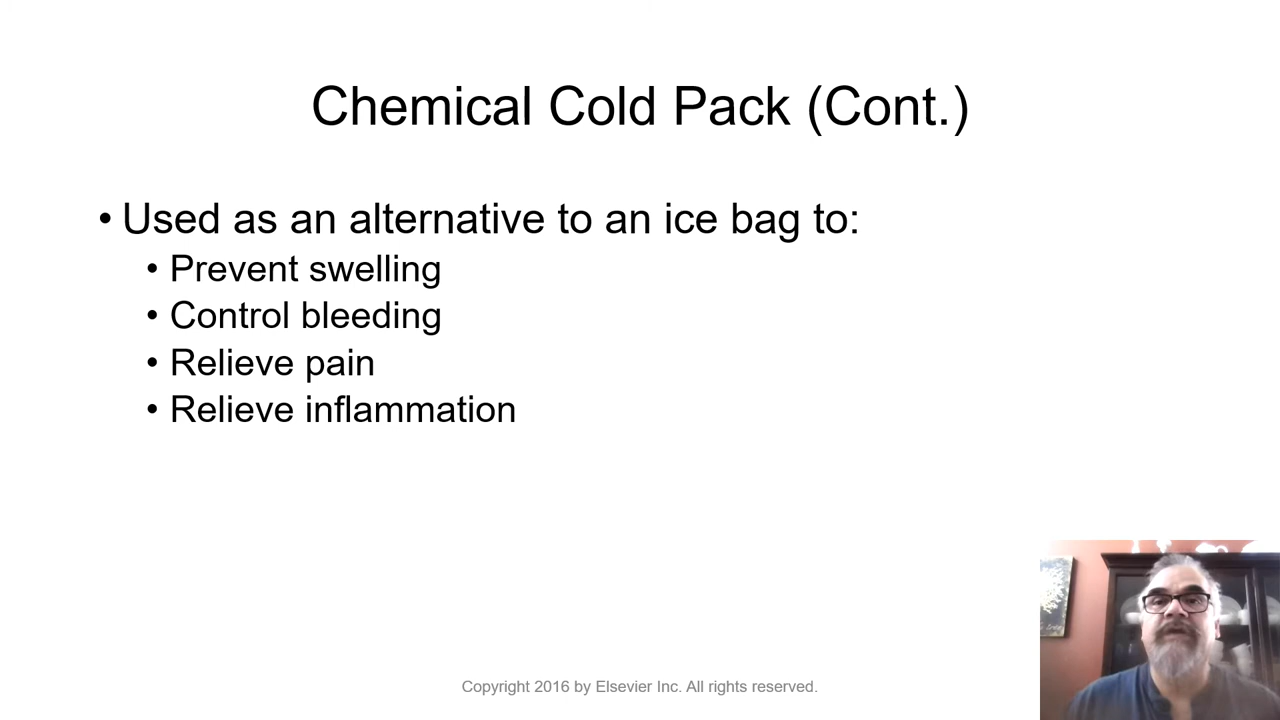 Chemical Cold Pack (Cont.)
• Used as an alternative to an ice bag to:
• Prevent swelling
• Control bleeding
• Relieve pain
• Relieve inflammation
Copyright 2016 by Elsevier Inc. All rights reserved.